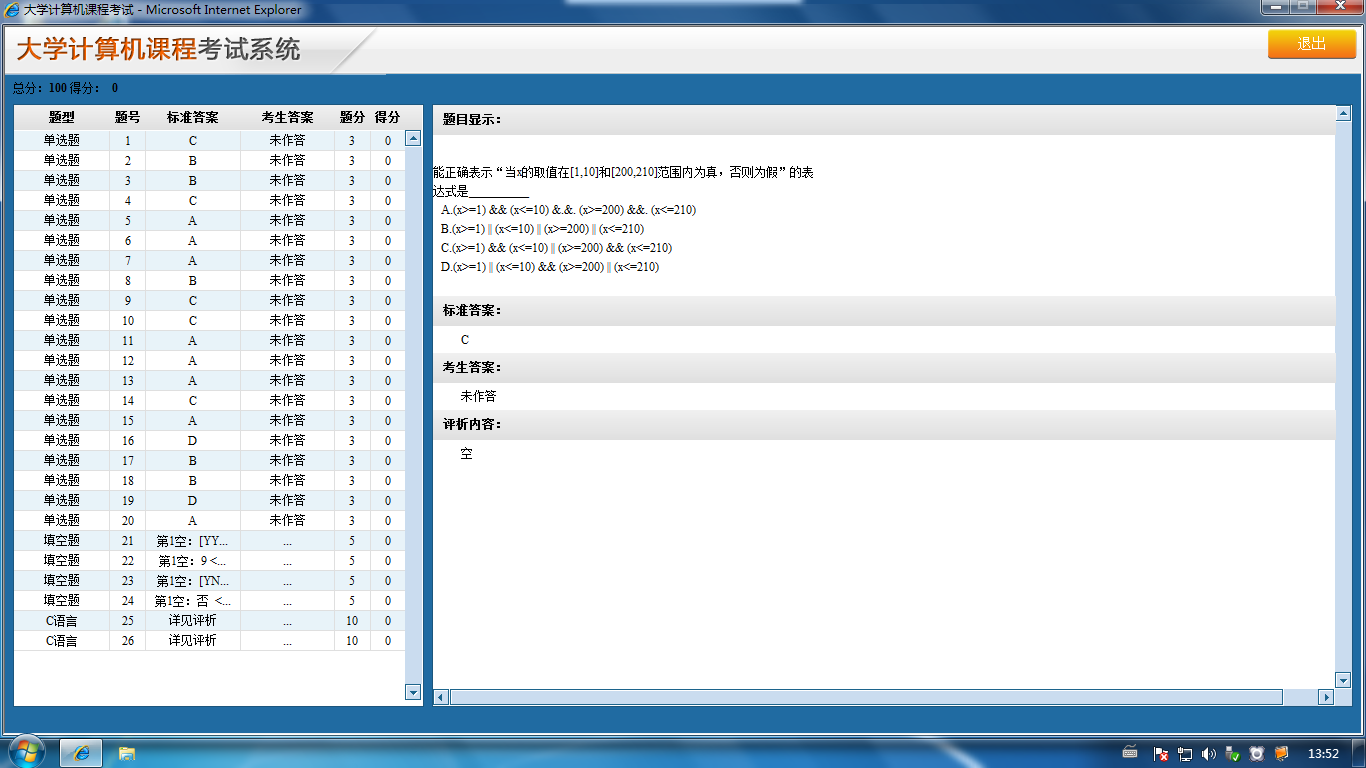 大学计算机课程考试 - Microsoft Internet Explorer
大学计算机课程考试系统
退出
总分：100 得分： 0
题型 题号 标准答案 考生答案 题分 得分
单选题 1 C 未作答 3 0
单选题 2 B 未作答 3 0
单选题 3 B 未作答 3 0
单选题 4 C 未作答 3 0
单选题 5 A 未作答 3 0
单选题 6 A 未作答 3 0
单选题 7 A 未作答 3 0
单选题 8 B 未作答 3 0
单选题 9 C 未作答 3 0
单选题 10 C 未作答 3 0
单选题 11 A 未作答 3 0
单选题 12 A 未作答 3 0
单选题 13 A 未作答 3 0
单选题 14 C 未作答 3 0
单选题 15 A 未作答 3 0
单选题 16 D 未作答 3 0
单选题 17 B 未作答 3 0
单选题 18 B 未作答 3 0
单选题 19 D 未作答 3 0
单选题 20 A 未作答 3 0
填空题 21 第1空：[YY... ... 5 0
填空题 22 第1空：9 <... ... 5 0
填空题 23 第1空：[YN... ... 5 0
填空题 24 第1空：否 <... ... 5 0
C语言 25 详见评析 ... 10 0
C语言 26 详见评析 ... 10 0
题目显示：
能正确表示“当x的取值在[1,10]和[200,210]范围内为真，否则为假”的表
达式是__________
A.(x>=1) && (x<=10) &.&. (x>=200) &&. (x<=210)
B.(x>=1) || (x<=10) || (x>=200) || (x<=210)
C.(x>=1) && (x<=10) || (x>=200) && (x<=210)
D.(x>=1) || (x<=10) && (x>=200) || (x<=210)
标准答案：
C
考生答案：
未作答
评析内容：
空
13:52